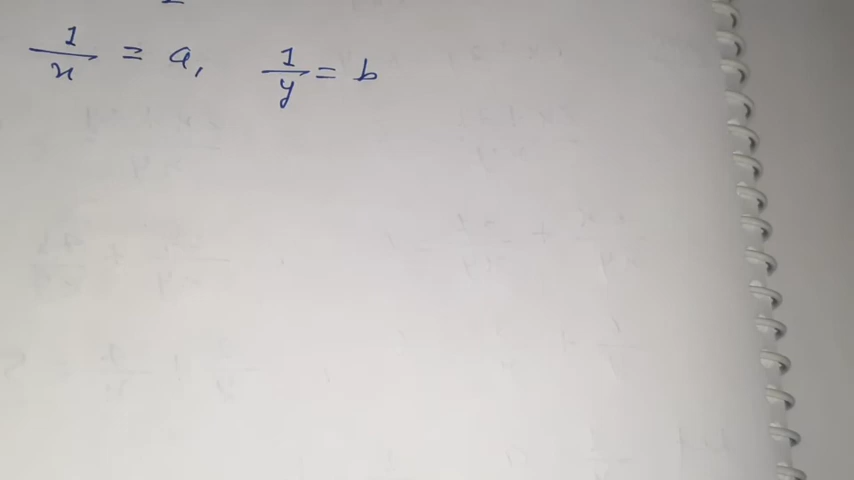 1/x = a, 1/y = b